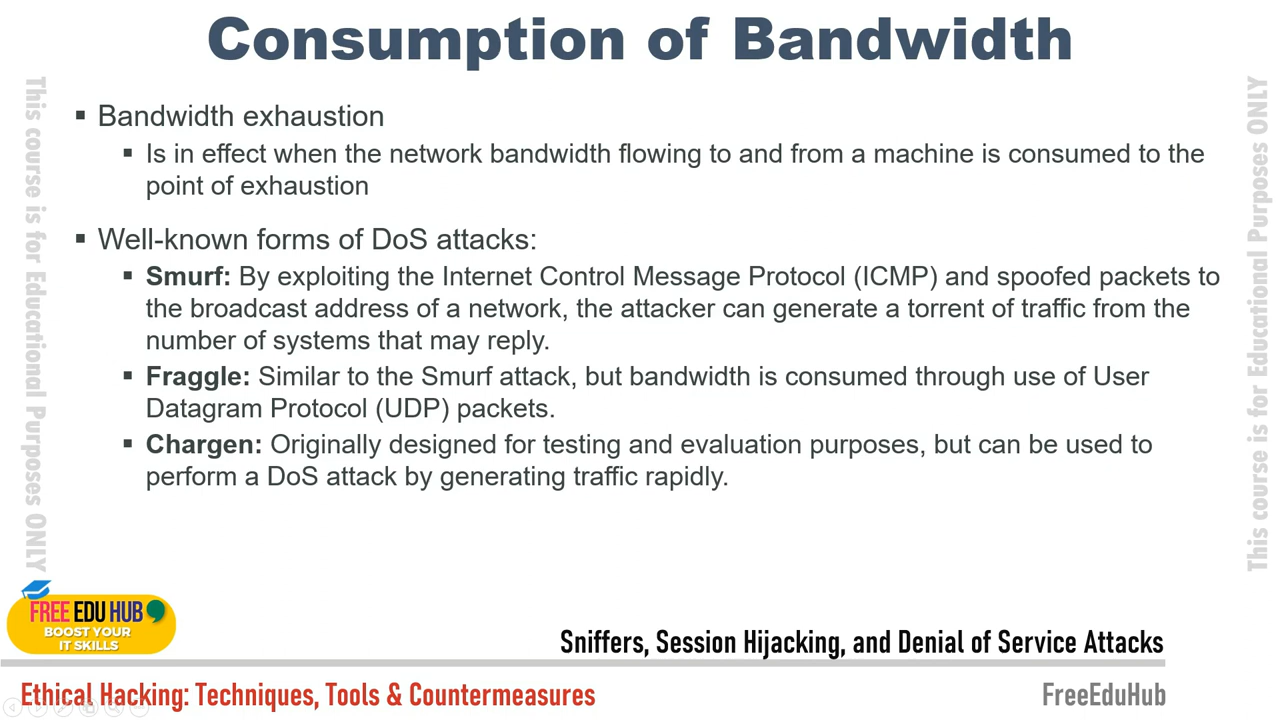 Consumption of Bandwidth
▪ Bandwidth exhaustion
▪ Is in effect when the network bandwidth flowing to and from a machine is consumed to the
point of exhaustion
▪ Well-known forms of DoS attacks:
▪ Smurf: By exploiting the Internet Control Message Protocol (ICMP) and spoofed packets to
the broadcast address of a network, the attacker can generate a torrent of traffic from the
number of systems that may reply.
▪ Fraggle: Similar to the Smurf attack, but bandwidth is consumed through use of User
Datagram Protocol (UDP) packets.
▪ Chargen: Originally designed for testing and evaluation purposes, but can be used to
perform a DoS attack by generating traffic rapidly.
This course is for Educational Purposes ONLY
This course is for Educational Purposes ONLY
FREE EDU HUB
BOOST YOUR
IT SKILLS
Sniffers, Session Hijacking, and Denial of Service Attacks
Ethical Hacking: Techniques, Tools & Countermeasures
FreeEduHub